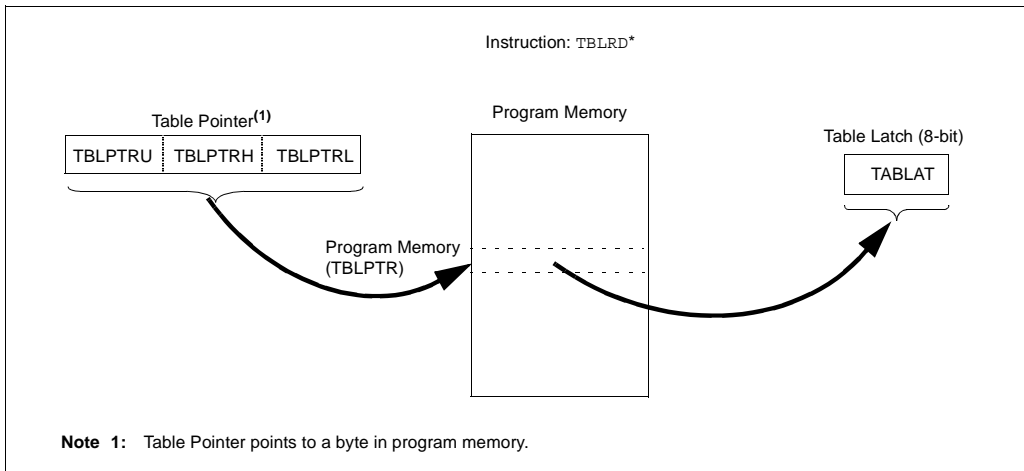 Instruction: TBLRD*
Table Pointer(1)
Program Memory
Table Latch (8-bit)
TBLPTRU TBLPTRH TBLPTRL
TABLAT
Program Memory
(TBLPTR)
Note 1: Table Pointer points to a byte in program memory.